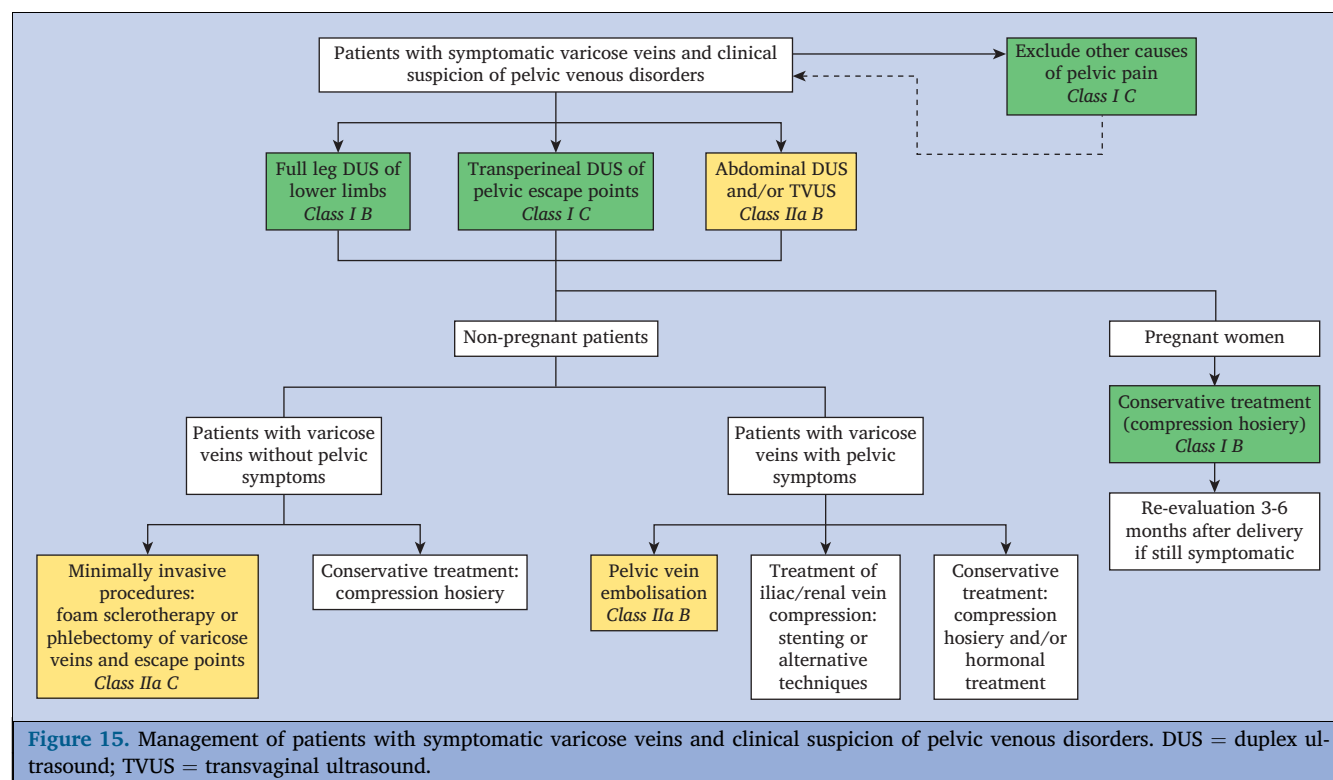 Patients with symptomatic varicose veins and clinical
suspicion of pelvic venous disorders
Exclude other causes
of pelvic pain
Class I C
Full leg DUS of
lower limbs
Class I B
Transperineal DUS of
pelvic escape points
Class I C
Abdominal DUS
and/or TVUS
Class IIa B
Non-pregnant patients
Pregnant women
Conservative treatment
(compression hosiery)
Class I B
Re-evaluation 3-6
months after delivery
if still symptomatic
Patients with varicose
veins without pelvic
symptoms
Patients with varicose
veins with pelvic
symptoms
Minimally invasive
procedures:
foam sclerotherapy or
phlebectomy of varicose
veins and escape points
Class IIa C
Conservative treatment:
compression hosiery
Pelvic vein
embolisation
Class IIa B
Treatment of
iliac/renal vein
compression:
stenting or
alternative
techniques
Conservative
treatment:
compression
hosiery and/or
hormonal
treatment
Figure 15. Management of patients with symptomatic varicose veins and clinical suspicion of pelvic venous disorders. DUS = duplex ul-
trasound; TVUS = transvaginal ultrasound.